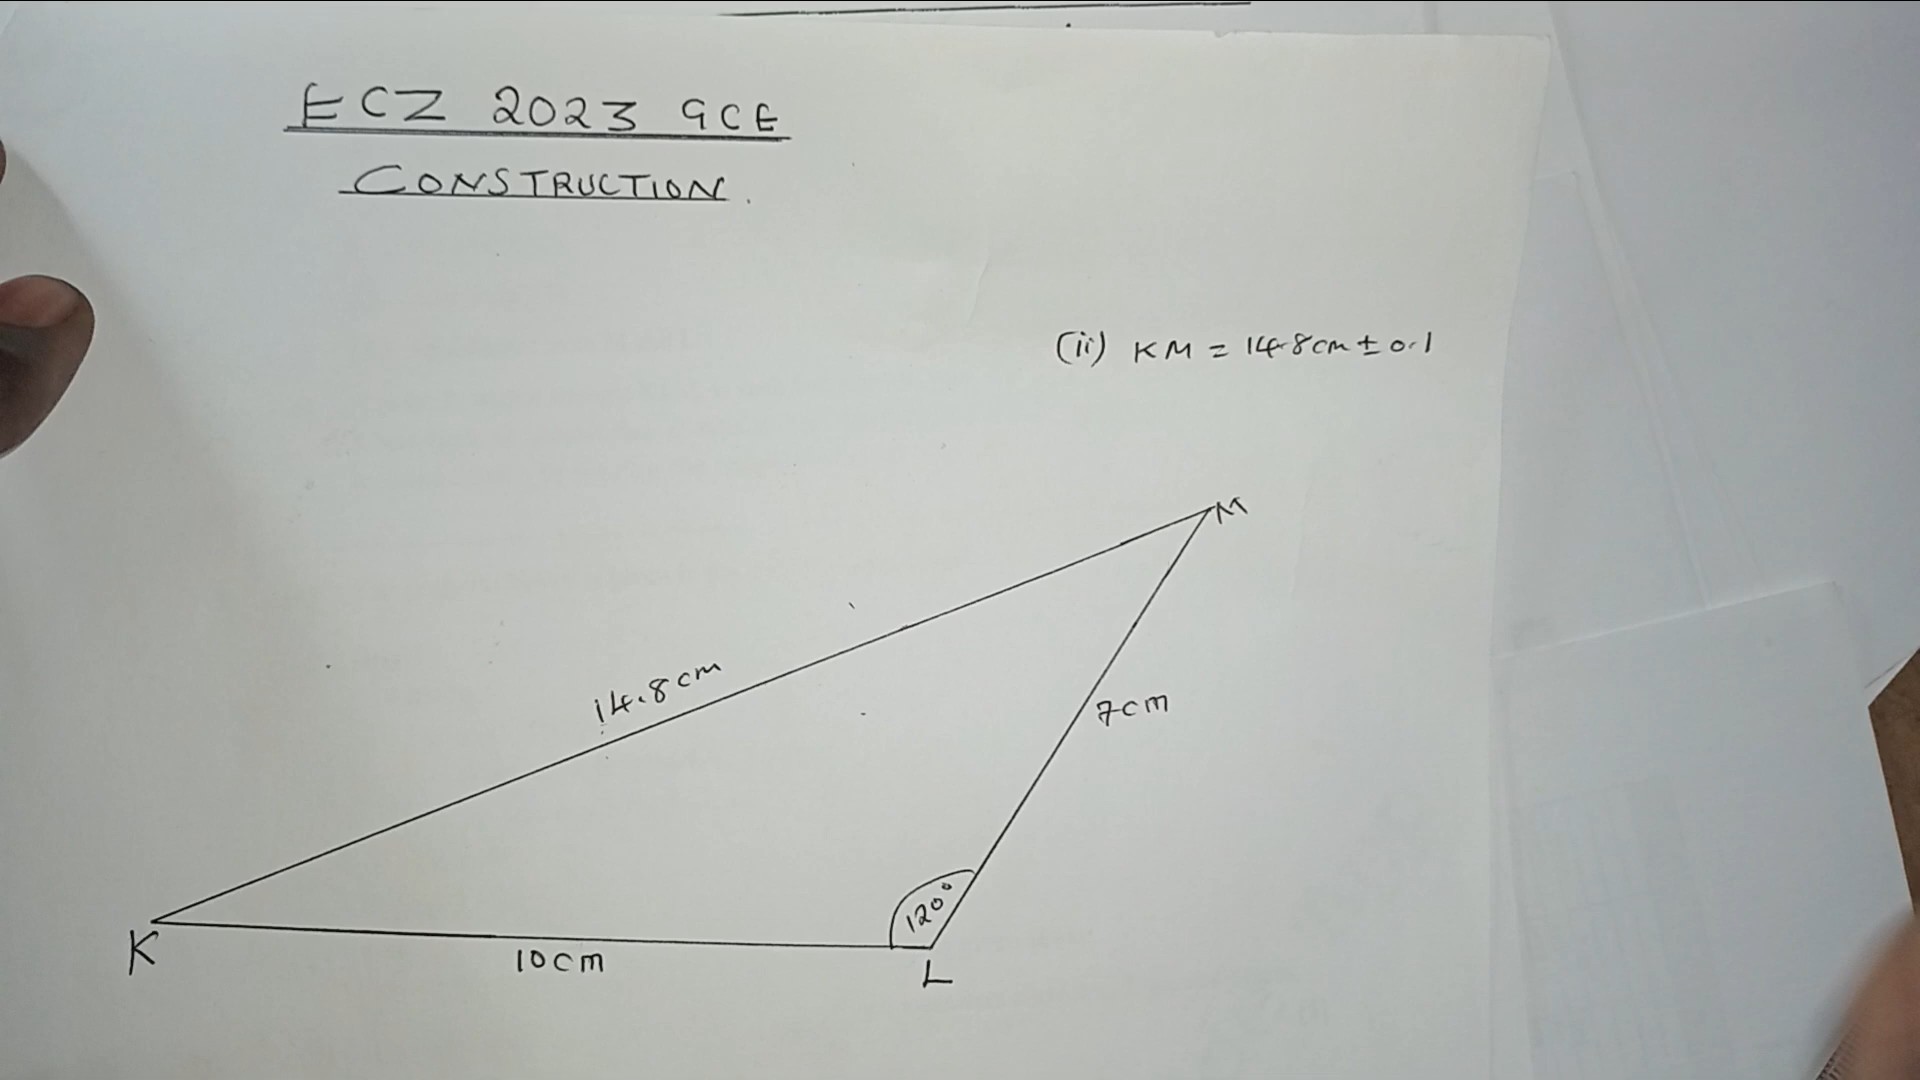 ECZ 2023 GCE
CONSTRUCTION.
(ii) KM = 14.8cm ± 0.1
M
14.8cm
7cm
120°
K
10cm
L